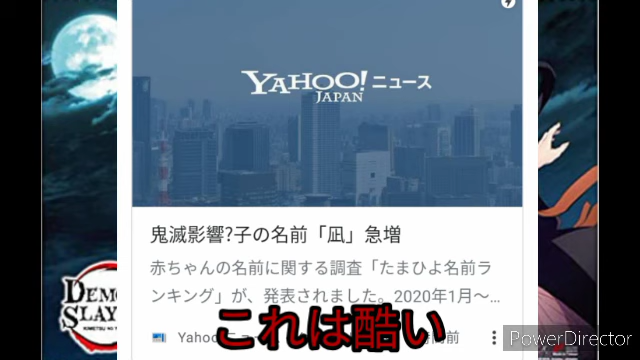 YAHOO! ニュース
JAPAN
鬼滅影響?子の名前「凪」急増
赤ちゃんの名前に関する調査「たまひよ名前ラ
ンキング」が、発表されました。2020年1月〜...
Yahoo
間前
これは酷い
PowerDirector